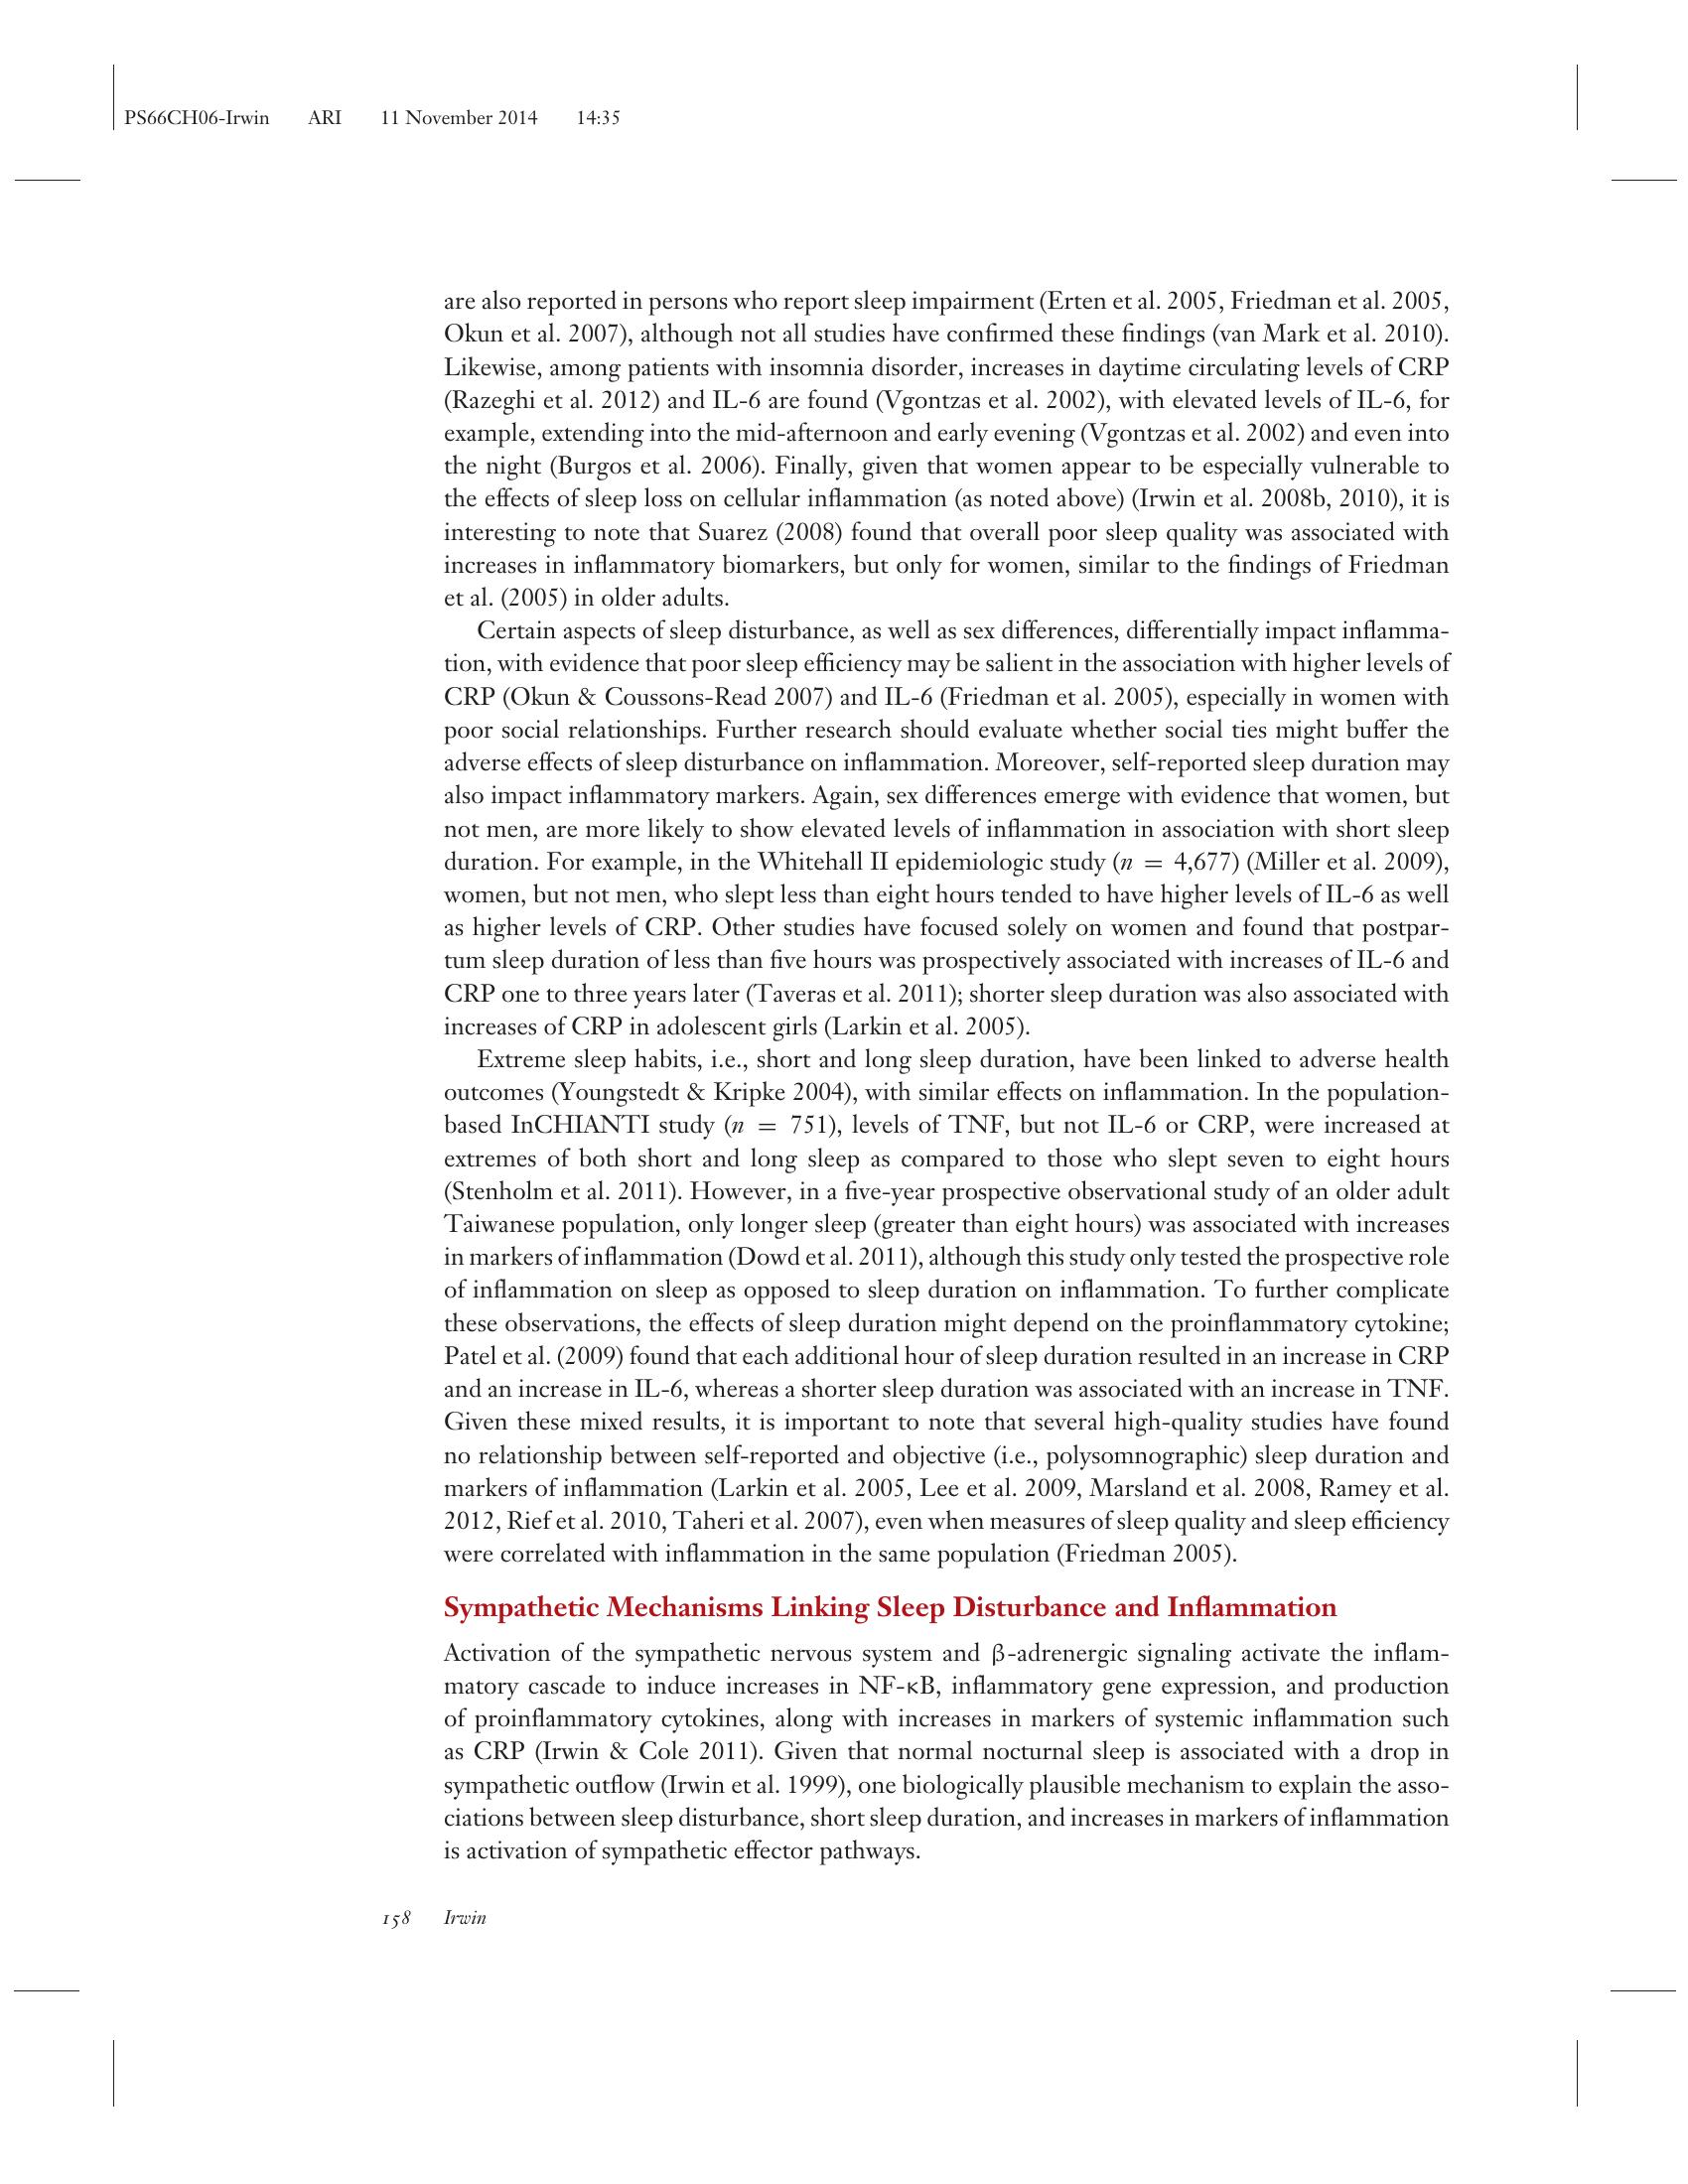 PS66CH06-Irwin ARI 11 November 2014 14:35
are also reported in persons who report sleep impairment (Erten et al. 2005, Friedman et al. 2005,
Okun et al. 2007), although not all studies have confirmed these findings (van Mark et al. 2010).
Likewise, among patients with insomnia disorder, increases in daytime circulating levels of CRP
(Razeghi et al. 2012) and IL-6 are found (Vgontzas et al. 2002), with elevated levels of IL-6, for
example, extending into the mid-afternoon and early evening (Vgontzas et al. 2002) and even into
the night (Burgos et al. 2006). Finally, given that women appear to be especially vulnerable to
the effects of sleep loss on cellular inflammation (as noted above) (Irwin et al. 2008b, 2010), it is
interesting to note that Suarez (2008) found that overall poor sleep quality was associated with
increases in inflammatory biomarkers, but only for women, similar to the findings of Friedman
et al. (2005) in older adults.
Certain aspects of sleep disturbance, as well as sex differences, differentially impact inflamma-
tion, with evidence that poor sleep efficiency may be salient in the association with higher levels of
CRP (Okun & Coussons-Read 2007) and IL-6 (Friedman et al. 2005), especially in women with
poor social relationships. Further research should evaluate whether social ties might buffer the
adverse effects of sleep disturbance on inflammation. Moreover, self-reported sleep duration may
also impact inflammatory markers. Again, sex differences emerge with evidence that women, but
not men, are more likely to show elevated levels of inflammation in association with short sleep
duration. For example, in the Whitehall II epidemiologic study (n = 4,677) (Miller et al. 2009),
women, but not men, who slept less than eight hours tended to have higher levels of IL-6 as well
as higher levels of CRP. Other studies have focused solely on women and found that postpar-
tum sleep duration of less than five hours was prospectively associated with increases of IL-6 and
CRP one to three years later (Taveras et al. 2011); shorter sleep duration was also associated with
increases of CRP in adolescent girls (Larkin et al. 2005).
Extreme sleep habits, i.e., short and long sleep duration, have been linked to adverse health
outcomes (Youngstedt & Kripke 2004), with similar effects on inflammation. In the population-
based InCHIANTI study (n = 751), levels of TNF, but not IL-6 or CRP, were increased at
extremes of both short and long sleep as compared to those who slept seven to eight hours
(Stenholm et al. 2011). However, in a five-year prospective observational study of an older adult
Taiwanese population, only longer sleep (greater than eight hours) was associated with increases
in markers of inflammation (Dowd et al. 2011), although this study only tested the prospective role
of inflammation on sleep as opposed to sleep duration on inflammation. To further complicate
these observations, the effects of sleep duration might depend on the proinflammatory cytokine;
Patel et al. (2009) found that each additional hour of sleep duration resulted in an increase in CRP
and an increase in IL-6, whereas a shorter sleep duration was associated with an increase in TNF.
Given these mixed results, it is important to note that several high-quality studies have found
no relationship between self-reported and objective (i.e., polysomnographic) sleep duration and
markers of inflammation (Larkin et al. 2005, Lee et al. 2009, Marsland et al. 2008, Ramey et al.
2012, Rief et al. 2010, Taheri et al. 2007), even when measures of sleep quality and sleep efficiency
were correlated with inflammation in the same population (Friedman 2005).
Sympathetic Mechanisms Linking Sleep Disturbance and Inflammation
Activation of the sympathetic nervous system and β-adrenergic signaling activate the inflam-
matory cascade to induce increases in NF-κB, inflammatory gene expression, and production
of proinflammatory cytokines, along with increases in markers of systemic inflammation such
as CRP (Irwin & Cole 2011). Given that normal nocturnal sleep is associated with a drop in
sympathetic outflow (Irwin et al. 1999), one biologically plausible mechanism to explain the asso-
ciations between sleep disturbance, short sleep duration, and increases in markers of inflammation
is activation of sympathetic effector pathways.
158 Irwin